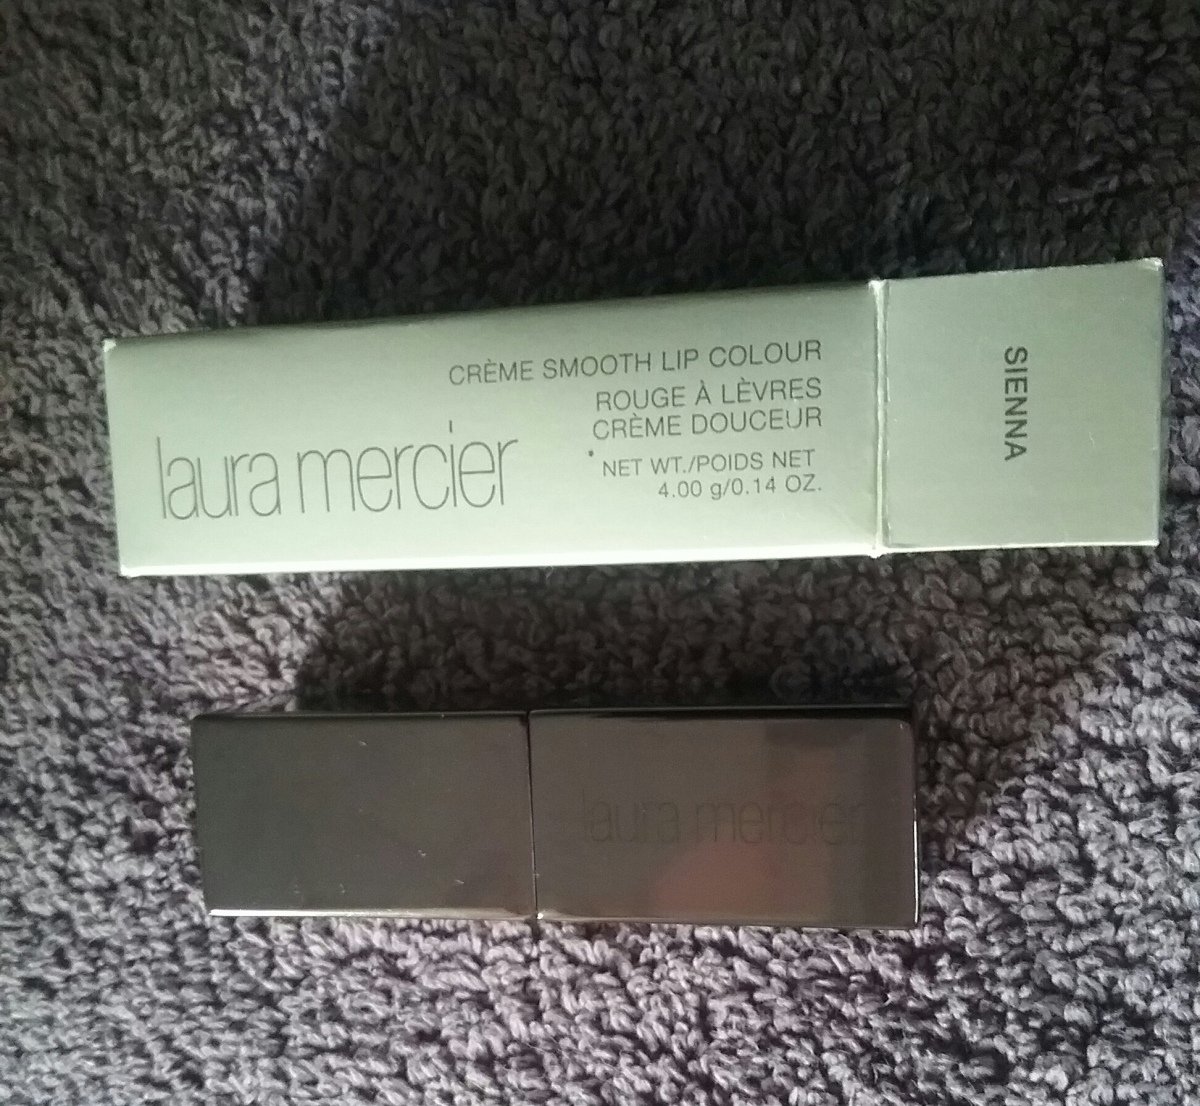 CRÈME SMOOTH LIP COLOUR
ROUGE À LÈVRES
CRÈME DOUCEUR
laura mercier
NET WT./POIDS NET
4.00 g/0.14 OZ.
SIENNA
laura mercier